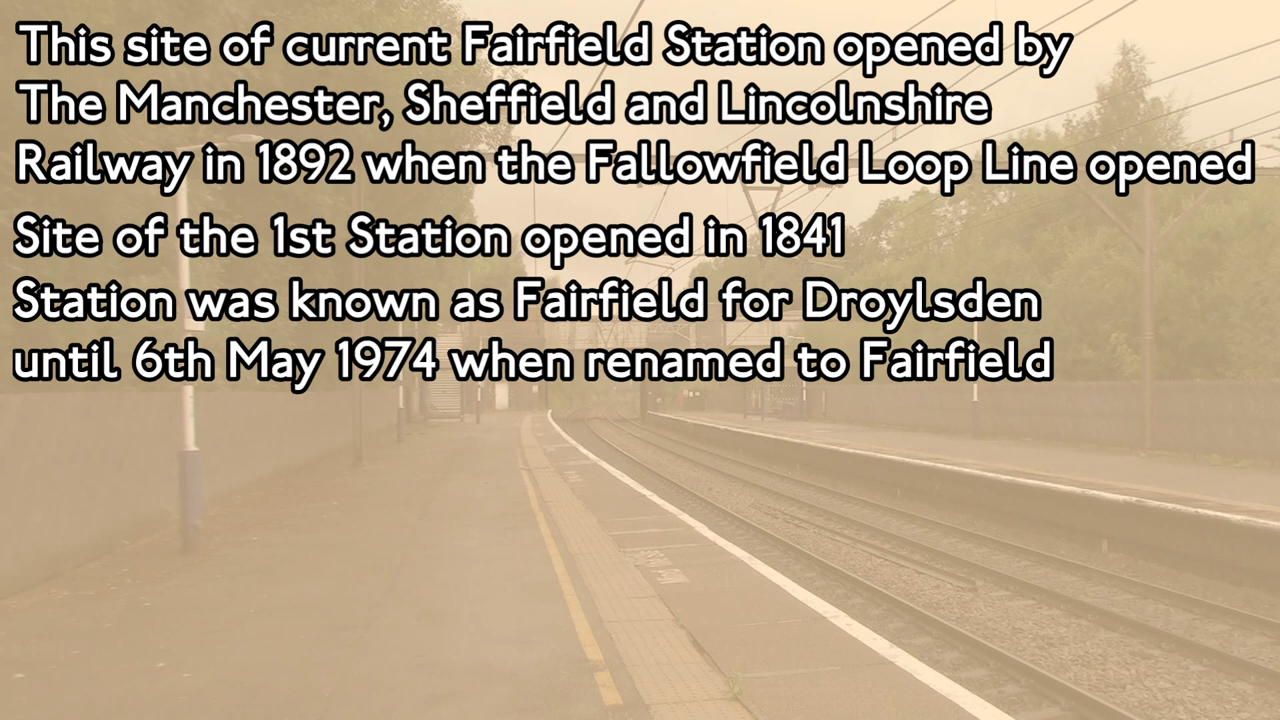 This site of current Fairfield Station opened by
The Manchester, Sheffield and Lincolnshire
Railway in 1892 when the Fallowfield Loop Line opened
Site of the 1st Station opened in 1841
Station was known as Fairfield for Droylsden
until 6th May 1974 when renamed to Fairfield